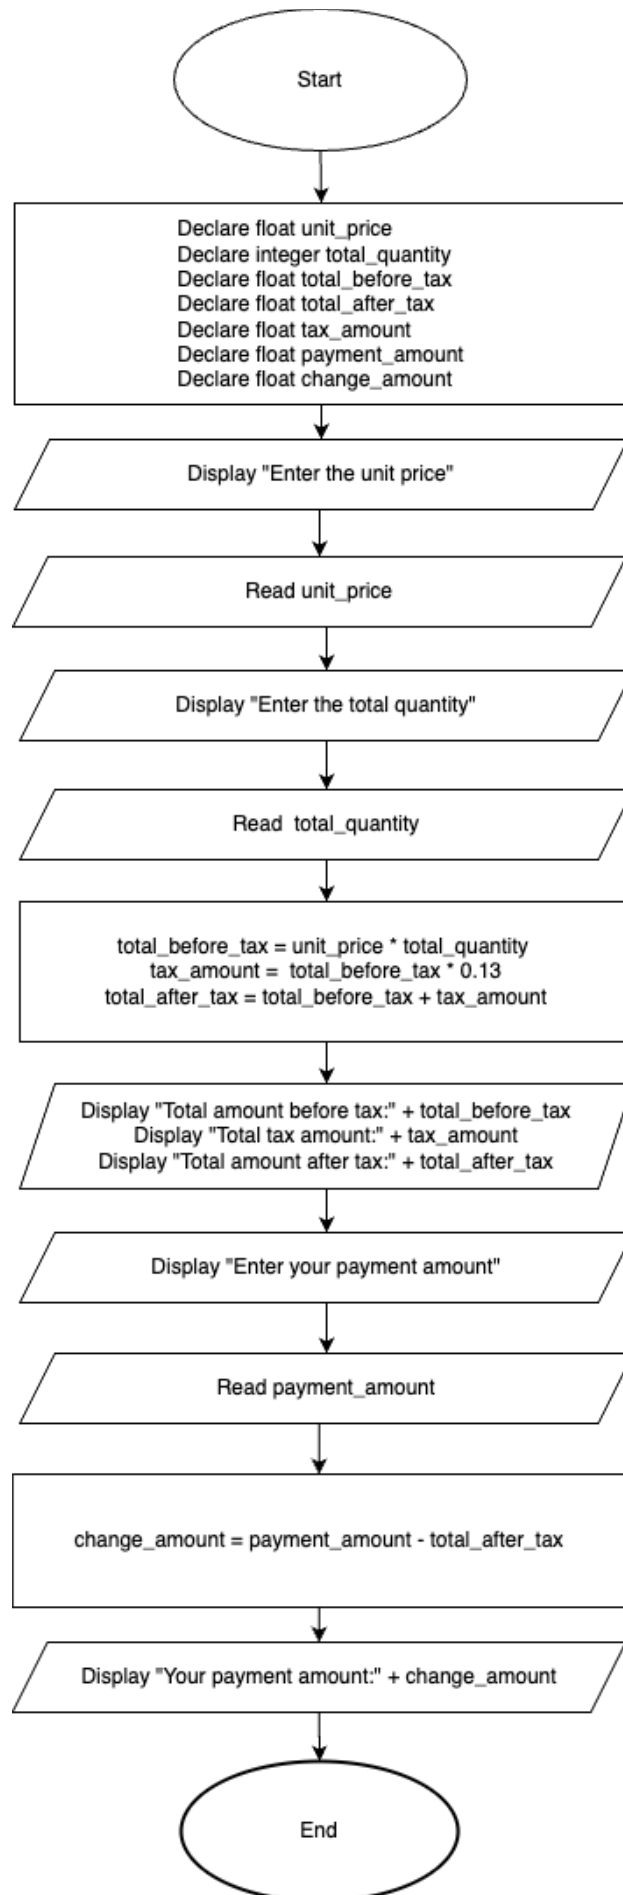 Start
Declare float unit_price
Declare integer total_quantity
Declare float total_before_tax
Declare float total_after_tax
Declare float tax_amount
Declare float payment_amount
Declare float change_amount
Display "Enter the unit price"
Read unit_price
Display "Enter the total quantity"
Read  total_quantity
total_before_tax = unit_price * total_quantity
tax_amount =  total_before_tax * 0.13
total_after_tax = total_before_tax + tax_amount
Display "Total amount before tax:" + total_before_tax
Display "Total tax amount:" + tax_amount
Display "Total amount after tax:" + total_after_tax
Display "Enter your payment amount"
Read payment_amount
change_amount = payment_amount - total_after_tax
Display "Your payment amount:" + change_amount
End